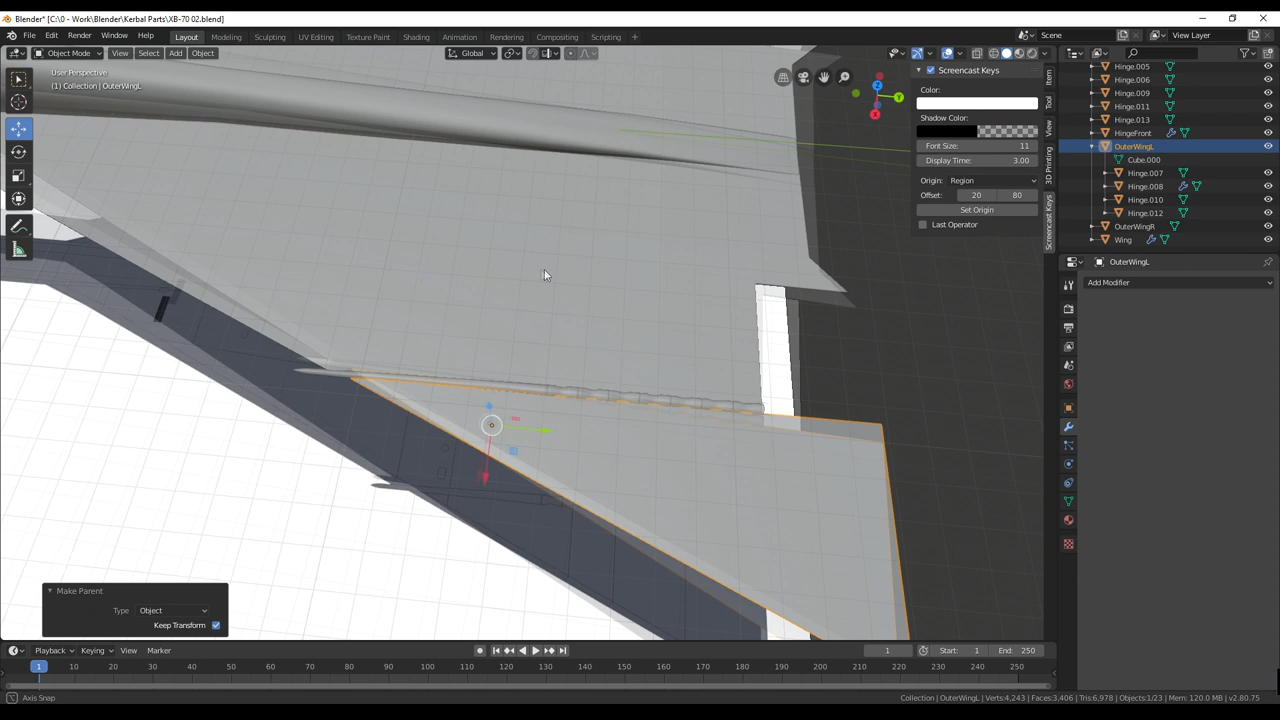 Blender* [C:\0 - Work\Blender\Kerbal Parts\XB-70 02.blend]
File Edit Render Window Help Layout Modeling Sculpting UV Editing Texture Paint Shading Animation Rendering Compositing Scripting + Scene View Layer
Object Mode View Select Add Object Global
User Perspective
(1) Collection | OuterWingL
Z
Y
X
Screencast Keys
Color:
Shadow Color:
Font Size: 11
Display Time: 3.00
Origin: Region
Offset: 20 80
Set Origin
Last Operator
Item
Tool
View
3D Printing
Screencast Keys
Hinge.005
Hinge.006
Hinge.009
Hinge.011
Hinge.013
HingeFront
OuterWingL
Cube.000
Hinge.007
Hinge.008
Hinge.010
Hinge.012
OuterWingR
Wing
OuterWingL
Add Modifier
Make Parent
Type Object
Keep Transform
Playback Keying View Marker 1 Start: 1 End: 250
1 10 20 30 40 50 60 70 80 90 100 110 120 130 140 150 160 170 180 190 200 210 220 230 240 250
Axis Snap
Collection | OuterWingL | Verts:4,243 | Faces:3,406 | Tris:6,978 | Objects:1/23 | Mem: 120.0 MB | v2.80.75